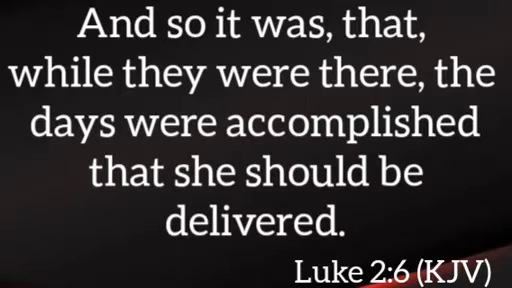 And so it was, that,
while they were there, the
days were accomplished
that she should be
delivered.
Luke 2:6 (KJV)